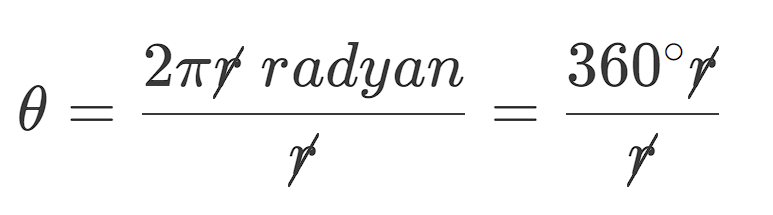 θ = 2πr radyan / r = 360°r / r